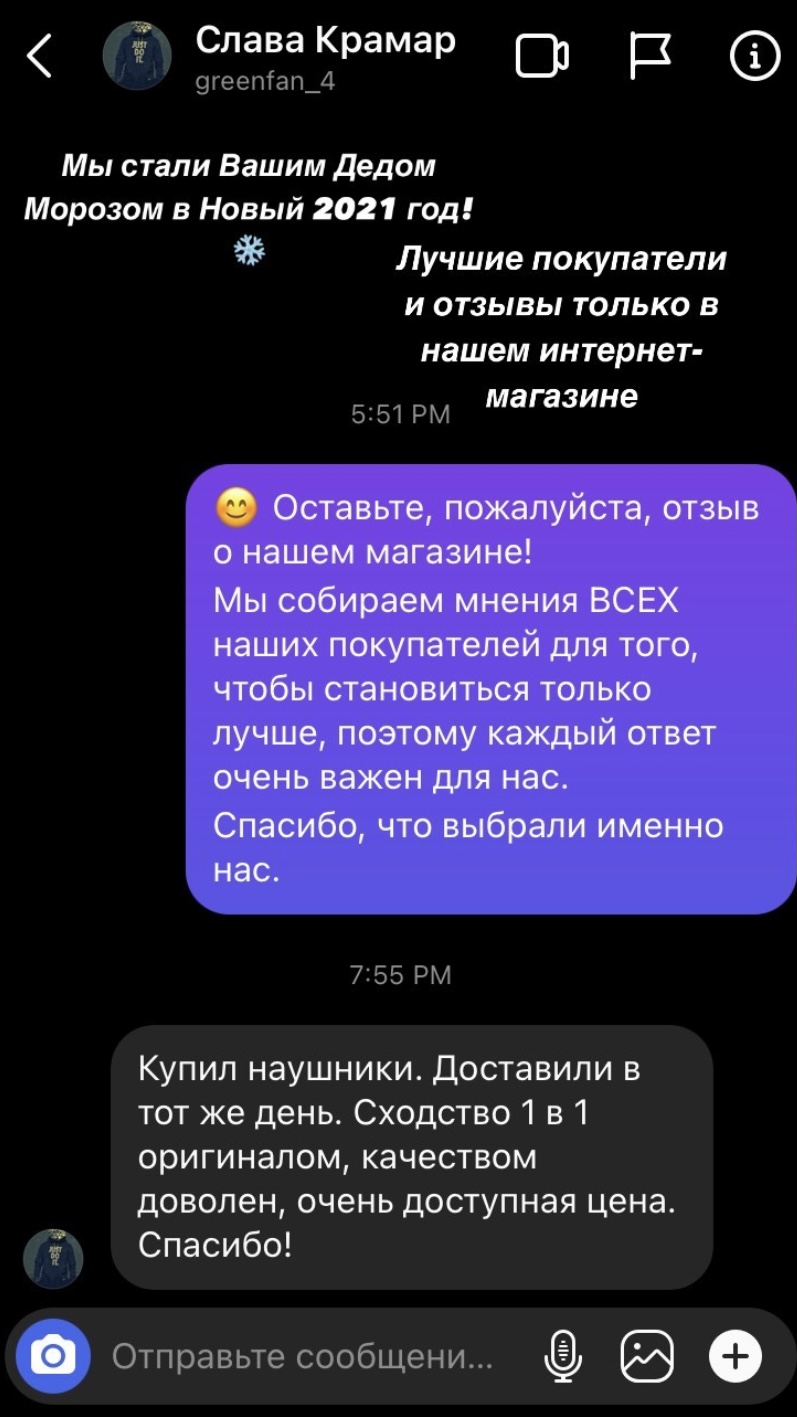 Слава Крамар
greenfan_4
Мы стали Вашим Дедом
Морозом в Новый 2021 год!
Лучшие покупатели
и отзывы только в
нашем интернет-
магазине
5:51 PM
😊 Оставьте, пожалуйста, отзыв
о нашем магазине!
Мы собираем мнения ВСЕХ
наших покупателей для того,
чтобы становиться только
лучше, поэтому каждый ответ
очень важен для нас.
Спасибо, что выбрали именно
нас.
7:55 PM
Купил наушники. Доставили в
тот же день. Сходство 1 в 1
оригиналом, качеством
доволен, очень доступная цена.
Спасибо!
JUST
DO
IT.
Отправьте сообщени...